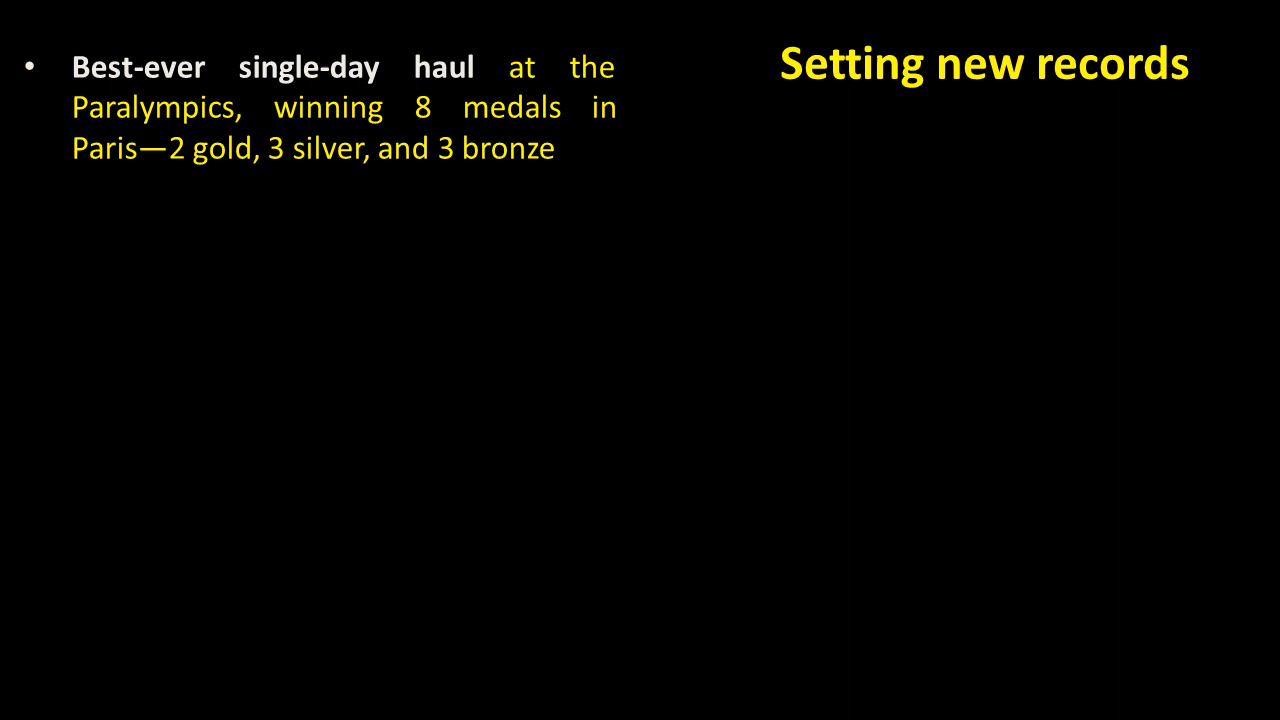 Setting new records
• Best-ever single-day haul at the
Paralympics, winning 8 medals in
Paris—2 gold, 3 silver, and 3 bronze